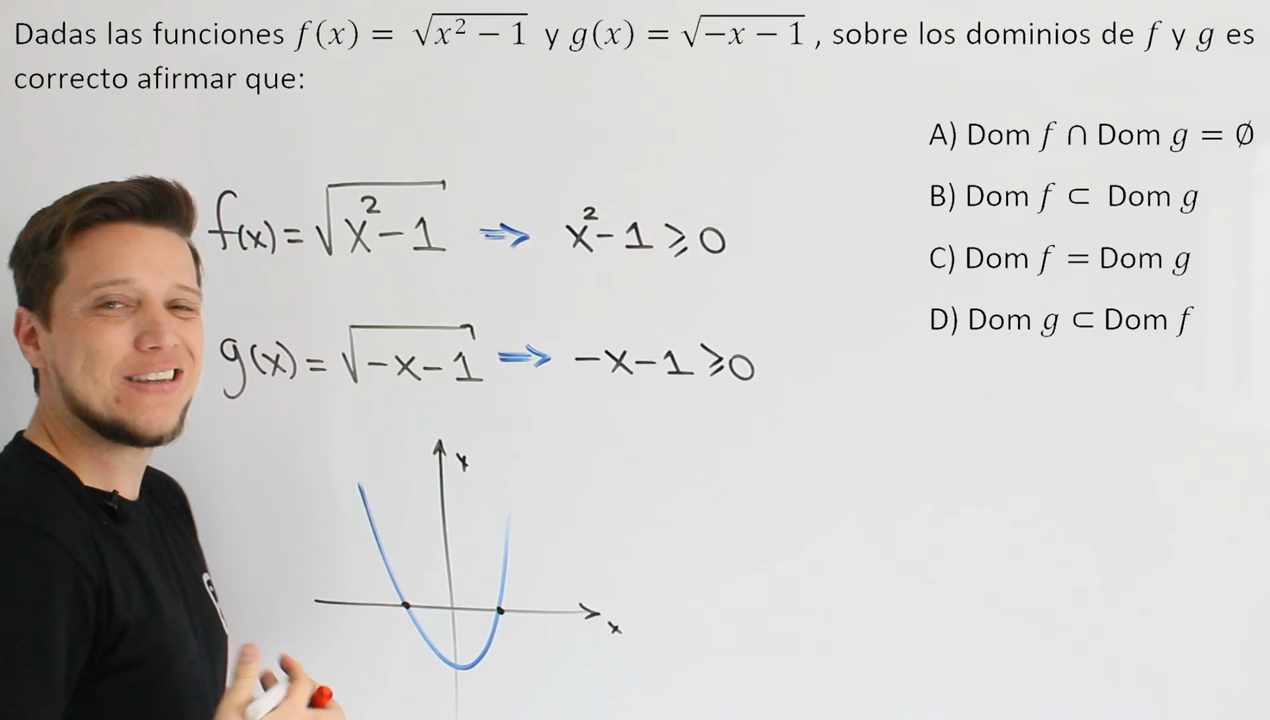 Dadas las funciones f(x) = √(x² − 1) y g(x) = √(−x − 1) , sobre los dominios de f y g es
correcto afirmar que:
A) Dom f ∩ Dom g = ∅
B) Dom f ⊂ Dom g
C) Dom f = Dom g
D) Dom g ⊂ Dom f
f(x) = √(x² − 1) ⇒ x² − 1 ⩾ 0
g(x) = √(−x − 1) ⇒ −x − 1 ⩾ 0
y
x